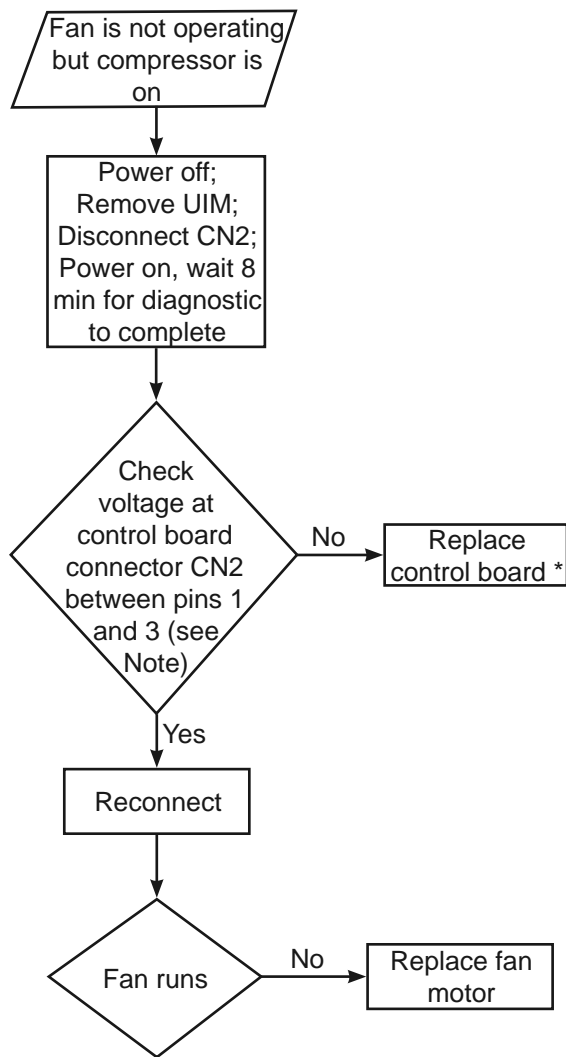 Fan is not operating
but compressor is
on
Power off;
Remove UIM;
Disconnect CN2;
Power on, wait 8
min for diagnostic
to complete
Check
voltage at
control board
connector CN2
between pins 1
and 3 (see
Note)
No
Replace
control board *
Yes
Reconnect
Fan runs
No
Replace fan
motor